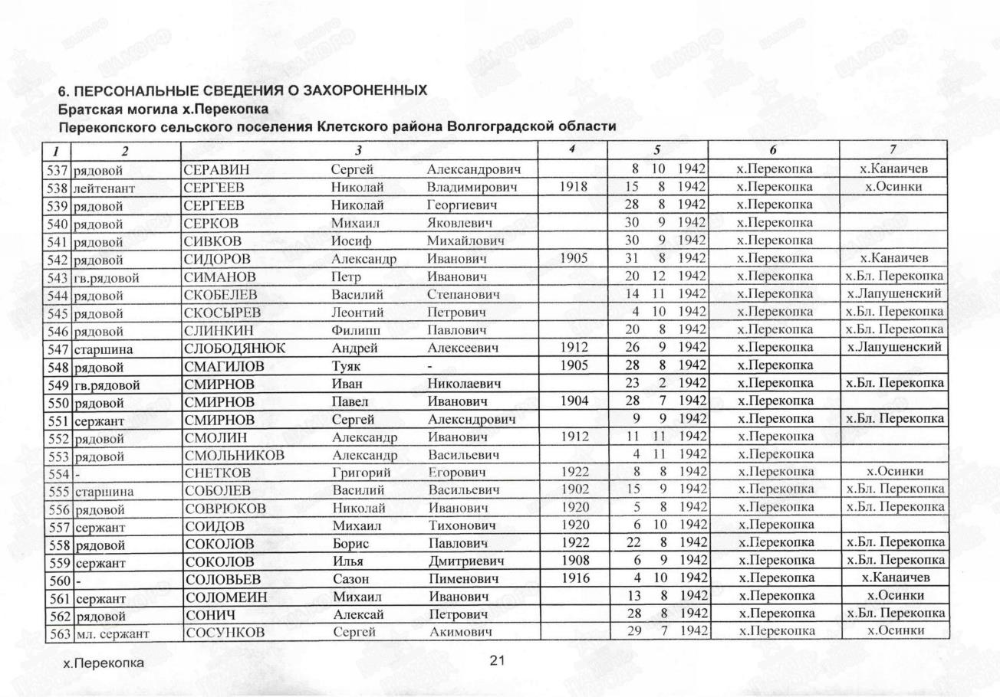 6. ПЕРСОНАЛЬНЫЕ СВЕДЕНИЯ О ЗАХОРОНЕННЫХ
Братская могила х.Перекопка
Перекопского сельского поселения Клетского района Волгоградской области
1 2 3 4 5 6 7
537 рядовой СЕРАВИН Сергей Александрович 8 10 1942 х.Перекопка х.Канаичев
538 лейтенант СЕРГЕЕВ Николай Владимирович 1918 15 8 1942 х.Перекопка х.Осинки
539 рядовой СЕРГЕЕВ Николай Георгиевич 28 8 1942 х.Перекопка
540 рядовой СЕРКОВ Михаил Яковлевич 30 9 1942 х.Перекопка
541 рядовой СИВКОВ Иосиф Михайлович 30 9 1942 х.Перекопка
542 рядовой СИДОРОВ Александр Иванович 1905 31 8 1942 х.Перекопка х.Канаичев
543 гв.рядовой СИМАНОВ Петр Иванович 20 12 1942 х.Перекопка х.Бл. Перекопка
544 рядовой СКОБЕЛЕВ Василий Степанович 14 11 1942 х.Перекопка х.Лапушенский
545 рядовой СКОСЫРЕВ Леонтий Петрович 4 10 1942 х.Перекопка х.Бл. Перекопка
546 рядовой СЛИНКИН Филипп Павлович 20 8 1942 х.Перекопка х.Бл. Перекопка
547 старшина СЛОБОДЯНЮК Андрей Алексеевич 1912 26 9 1942 х.Перекопка х.Лапушенский
548 рядовой СМАГИЛОВ Туяк - 1905 28 8 1942 х.Перекопка
549 гв.рядовой СМИРНОВ Иван Николаевич 23 2 1942 х.Перекопка х.Бл. Перекопка
550 рядовой СМИРНОВ Павел Иванович 1904 28 7 1942 х.Перекопка
551 сержант СМИРНОВ Сергей Алексндрович 9 9 1942 х.Перекопка х.Бл. Перекопка
552 рядовой СМОЛИН Александр Иванович 1912 11 11 1942 х.Перекопка
553 рядовой СМОЛЬНИКОВ Александр Васильевич 4 11 1942 х.Перекопка
554 - СНЕТКОВ Григорий Егорович 1922 8 8 1942 х.Перекопка х.Осинки
555 старшина СОБОЛЕВ Василий Васильевич 1902 15 9 1942 х.Перекопка х.Бл. Перекопка
556 рядовой СОВРЮКОВ Николай Иванович 1920 5 8 1942 х.Перекопка х.Бл. Перекопка
557 сержант СОИДОВ Михаил Тихонович 1920 6 10 1942 х.Перекопка
558 рядовой СОКОЛОВ Борис Павлович 1922 22 8 1942 х.Перекопка х.Бл. Перекопка
559 сержант СОКОЛОВ Илья Дмитриевич 1908 6 9 1942 х.Перекопка х.Бл. Перекопка
560 - СОЛОВЬЕВ Сазон Пименович 1916 4 10 1942 х.Перекопка х.Канаичев
561 сержант СОЛОМЕИН Михаил Иванович 13 8 1942 х.Перекопка х.Осинки
562 рядовой СОНИЧ Алексай Петрович 28 8 1942 х.Перекопка х.Бл. Перекопка
563 мл. сержант СОСУНКОВ Сергей Акимович 29 7 1942 х.Перекопка х.Осинки
х.Перекопка 21